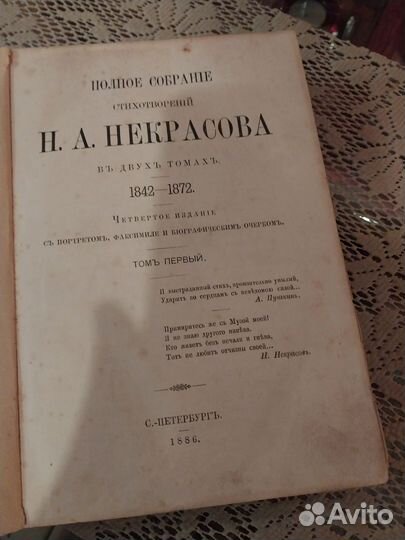 ПОЛНОЕ СОБРАНІЕ
СТИХОТВОРЕНІЙ
Н. А. НЕКРАСОВА
ВЪ ДВУХЪ ТОМАХЪ.
1842—1872.
ЧЕТВЕРТОЕ ИЗДАНІЕ
СЪ ПОРТРЕТОМЪ, ФАКСИМИЛЕ И БІОГРАФИЧЕСКИМЪ ОЧЕРКОМЪ.
ТОМЪ ПЕРВЫЙ.
И выстраданный стихъ, пронзительно унылый,
Ударитъ по сердцамъ съ невѣдомою силой...
А. Пушкинъ.
Примиритесь же съ Музой моей!
Я не знаю другого напѣва.
Кто живетъ безъ печали и гнѣва,
Тотъ не любитъ отчизны своей...
Н. Некрасовъ.
С.-ПЕТЕРБУРГЪ.
1886.
Avito